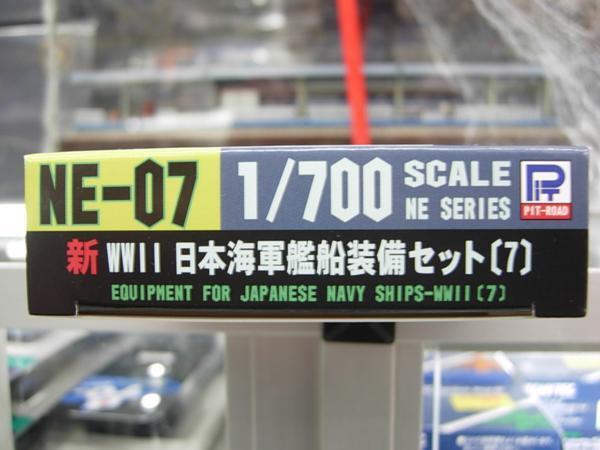 NE-07 1/700 SCALE NE SERIES PIT PIT-ROAD
新 WWII 日本海軍艦船装備セット〔7〕
EQUIPMENT FOR JAPANESE NAVY SHIPS-WWII〔7〕